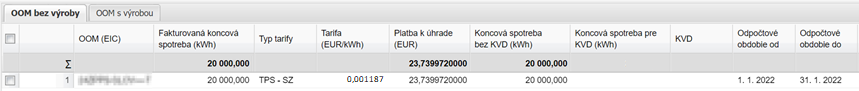 OOM bez výroby OOM s výrobou
OOM (EIC) Fakturovaná koncová spotreba (kWh) Typ tarify Tarifa (EUR/kWh) Platba k úhrade (EUR) Koncová spotreba bez KVD (kWh) Koncová spotreba pre KVD (kWh) KVD Odpočtové obdobie od Odpočtové obdobie do
Σ 20 000,000 23,7399720000 20 000,000
1 20 000,000 TPS - SZ 0,001187 23,7399720000 20 000,000 1. 1. 2022 31. 1. 2022